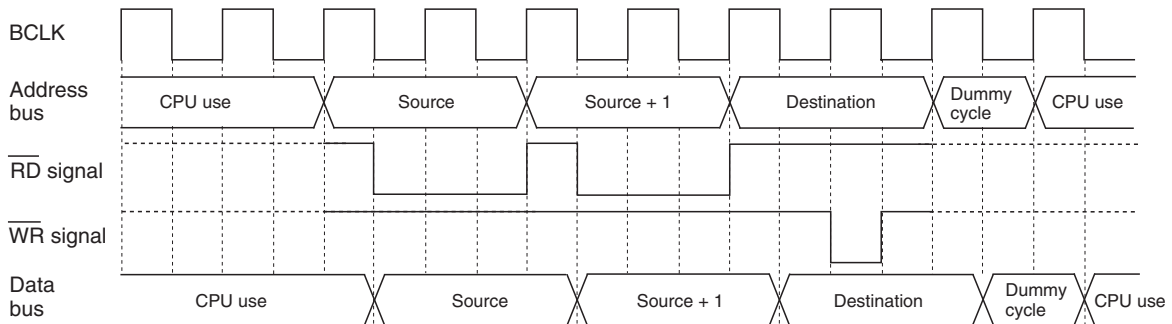 BCLK
Address
bus
CPU use
Source
Source + 1
Destination
Dummy
cycle
CPU use
RD signal
WR signal
Data
bus
CPU use
Source
Source + 1
Destination
Dummy
cycle
CPU use